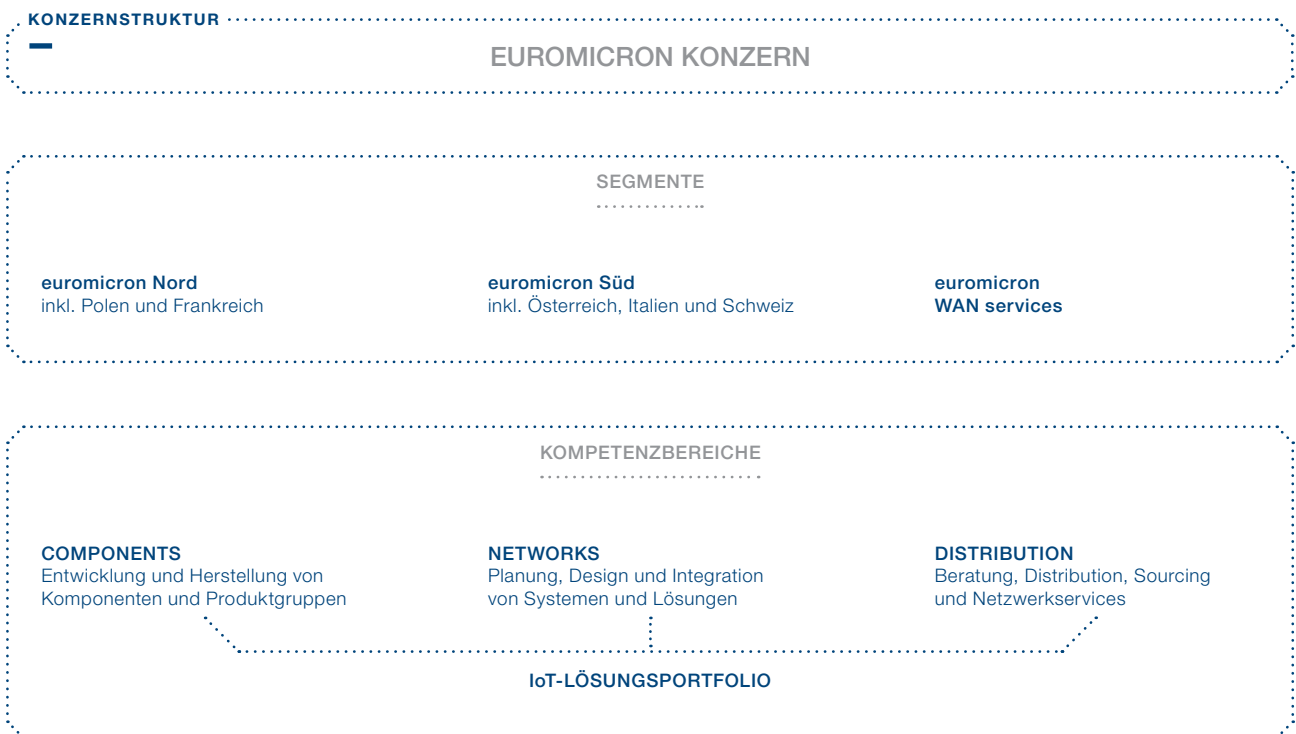 KONZERNSTRUKTUR
EUROMICRON KONZERN
SEGMENTE
euromicron Nord
inkl. Polen und Frankreich
euromicron Süd
inkl. Österreich, Italien und Schweiz
euromicron
WAN services
KOMPETENZBEREICHE
COMPONENTS
Entwicklung und Herstellung von
Komponenten und Produktgruppen
NETWORKS
Planung, Design und Integration
von Systemen und Lösungen
DISTRIBUTION
Beratung, Distribution, Sourcing
und Netzwerkservices
IoT-LÖSUNGSPORTFOLIO